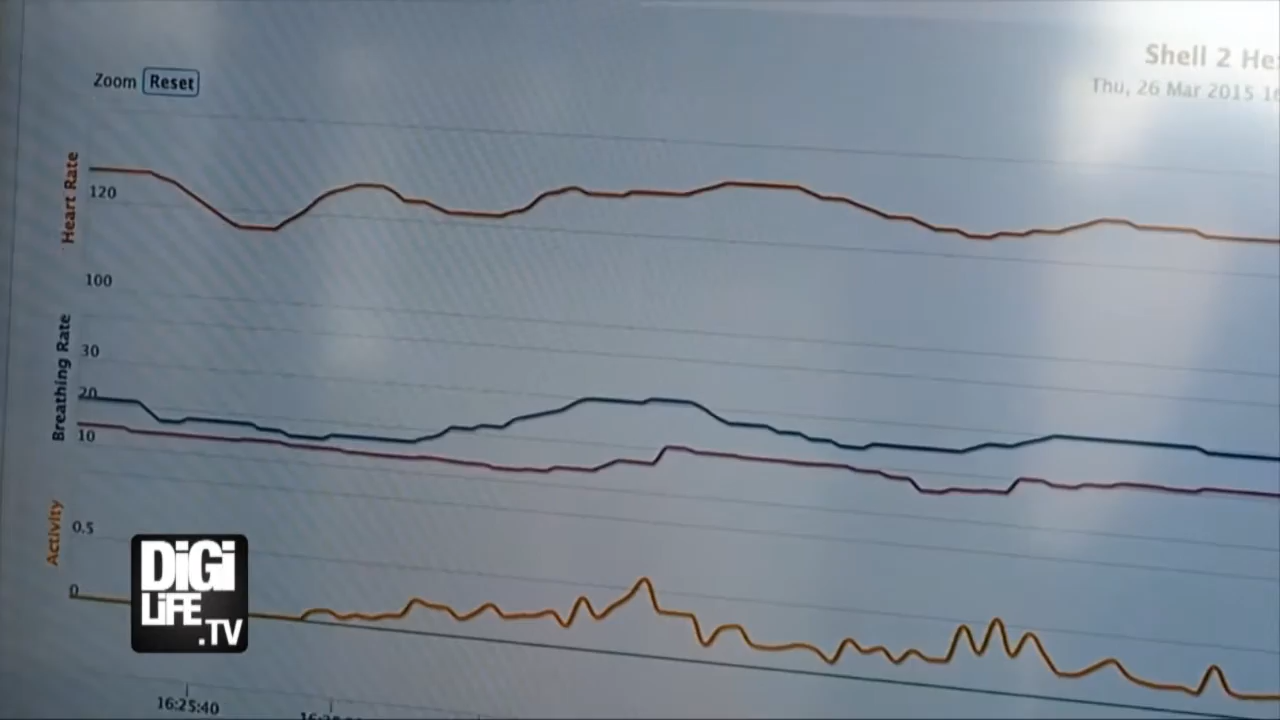 Shell 2 He
Thu, 26 Mar 2015 16
Zoom Reset
Heart Rate
120
100
Breathing Rate
30
20
10
Activity
0.5
0
DiGi
LiFE
.TV
16:25:40